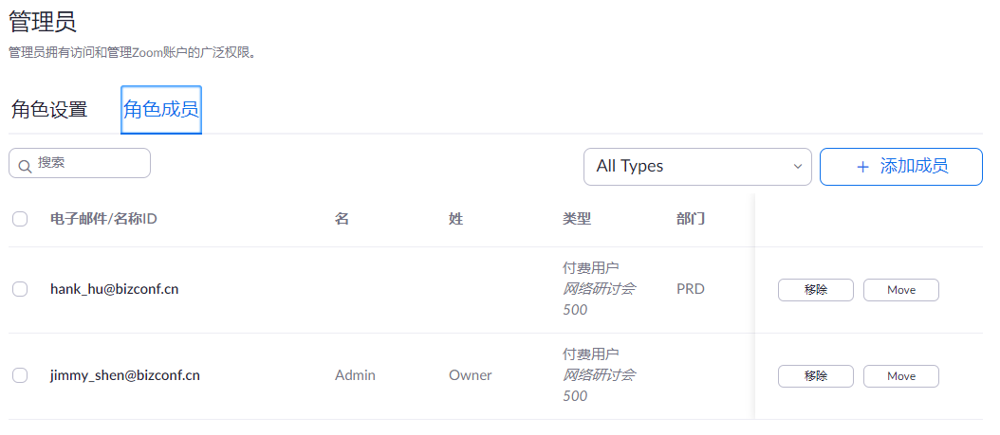 管理员
管理员拥有访问和管理Zoom账户的广泛权限。
角色设置 角色成员
搜索 All Types + 添加成员
电子邮件/名称ID 名 姓 类型 部门
hank_hu@bizconf.cn 付费用户 网络研讨会 500 PRD 移除 Move
jimmy_shen@bizconf.cn Admin Owner 付费用户 网络研讨会 500 移除 Move